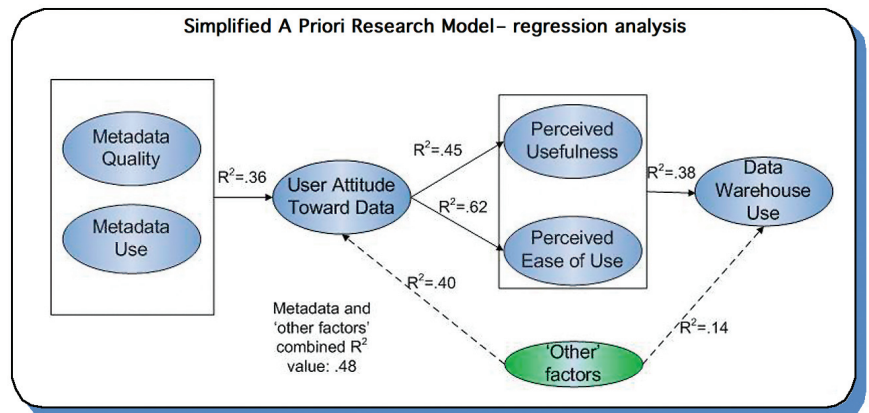 Simplified A Priori Research Model– regression analysis
Metadata
Quality
Metadata
Use
R²=.36
User Attitude
Toward Data
R²=.45
R²=.62
Perceived
Usefulness
Perceived
Ease of Use
R²=.38
Data
Warehouse
Use
R²=.40
Metadata and
‘other factors’
combined R²
value: .48
R²=.14
‘Other’
factors